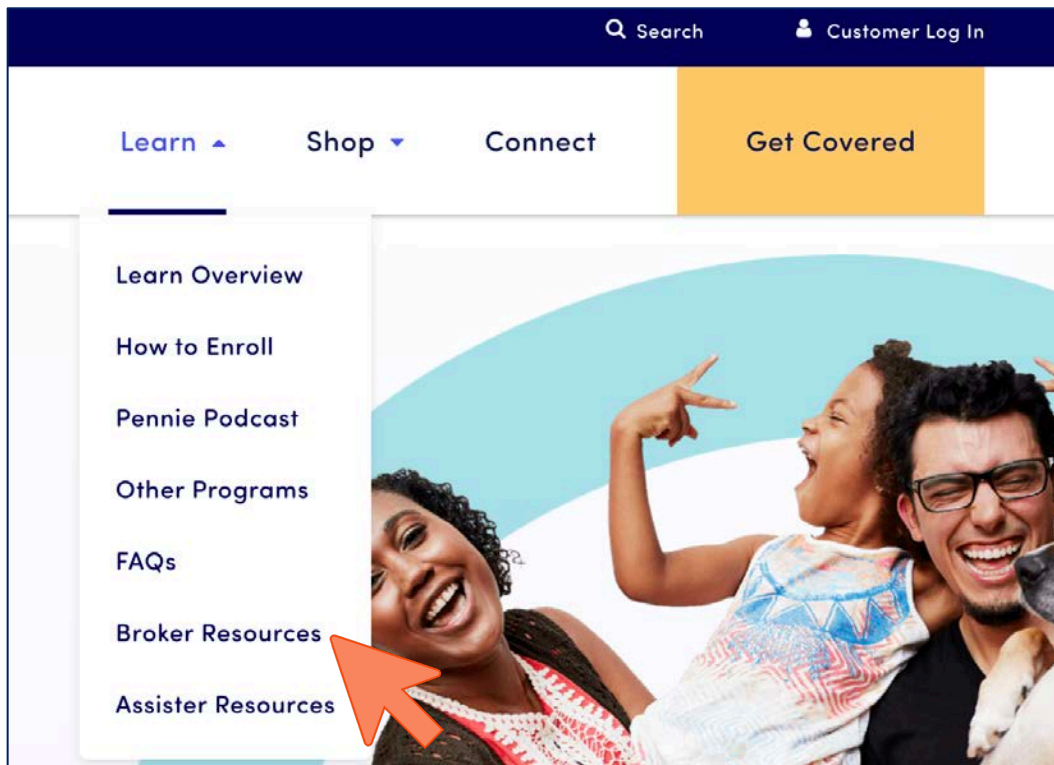 Search
Customer Log In
Learn
Shop
Connect
Get Covered
Learn Overview
How to Enroll
Pennie Podcast
Other Programs
FAQs
Broker Resources
Assister Resources